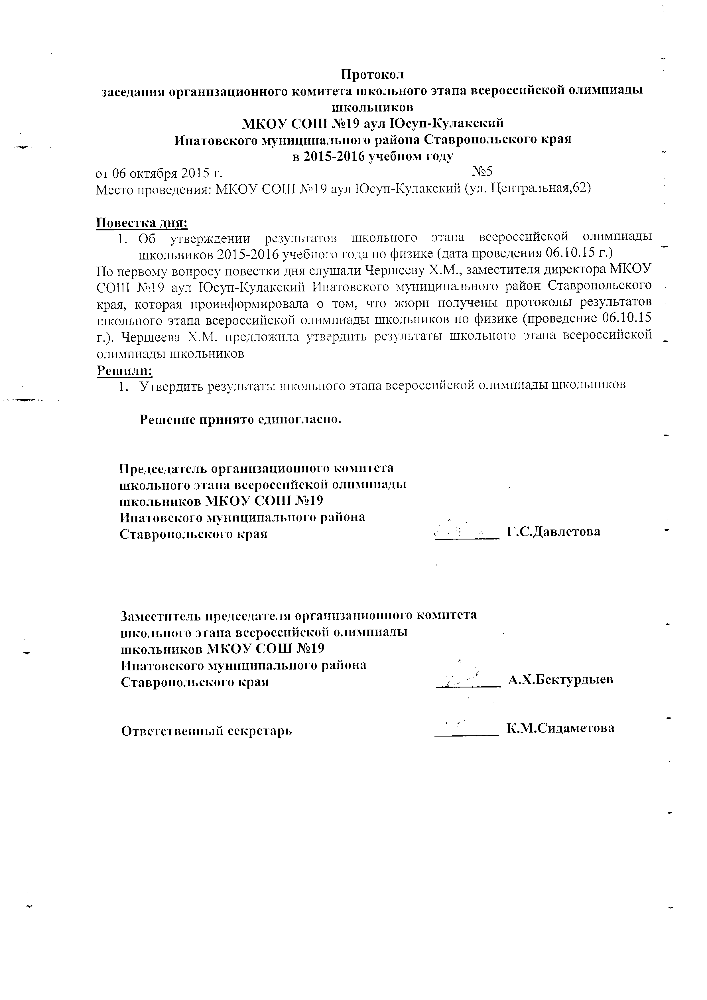 Протокол
заседания организационного комитета школьного этапа всероссийской олимпиады
школьников
МКОУ СОШ №19 аул Юсуп-Кулакский
Ипатовского муниципального района Ставропольского края
в 2015-2016 учебном году
от 06 октября 2015 г. №5
Место проведения: МКОУ СОШ №19 аул Юсуп-Кулакский (ул. Центральная,62)
Повестка дня:
1. Об утверждении результатов школьного этапа всероссийской олимпиады
школьников 2015-2016 учебного года по физике (дата проведения 06.10.15 г.)
По первому вопросу повестки дня слушали Чершееву Х.М., заместителя директора МКОУ
СОШ №19 аул Юсуп-Кулакский Ипатовского муниципального район Ставропольского
края, которая проинформировала о том, что жюри получены протоколы результатов
школьного этапа всероссийской олимпиады школьников по физике (проведение 06.10.15
г.). Чершеева Х.М. предложила утвердить результаты школьного этапа всероссийской
олимпиады школьников
Решили:
1. Утвердить результаты школьного этапа всероссийской олимпиады школьников
Решение принято единогласно.
Председатель организационного комитета
школьного этапа всероссийской олимпиады
школьников МКОУ СОШ №19
Ипатовского муниципального района
Ставропольского края Г.С.Давлетова
Заместитель председателя организационного комитета
школьного этапа всероссийской олимпиады
школьников МКОУ СОШ №19
Ипатовского муниципального района
Ставропольского края А.Х.Бектурдыев
Ответственный секретарь К.М.Сидаметова